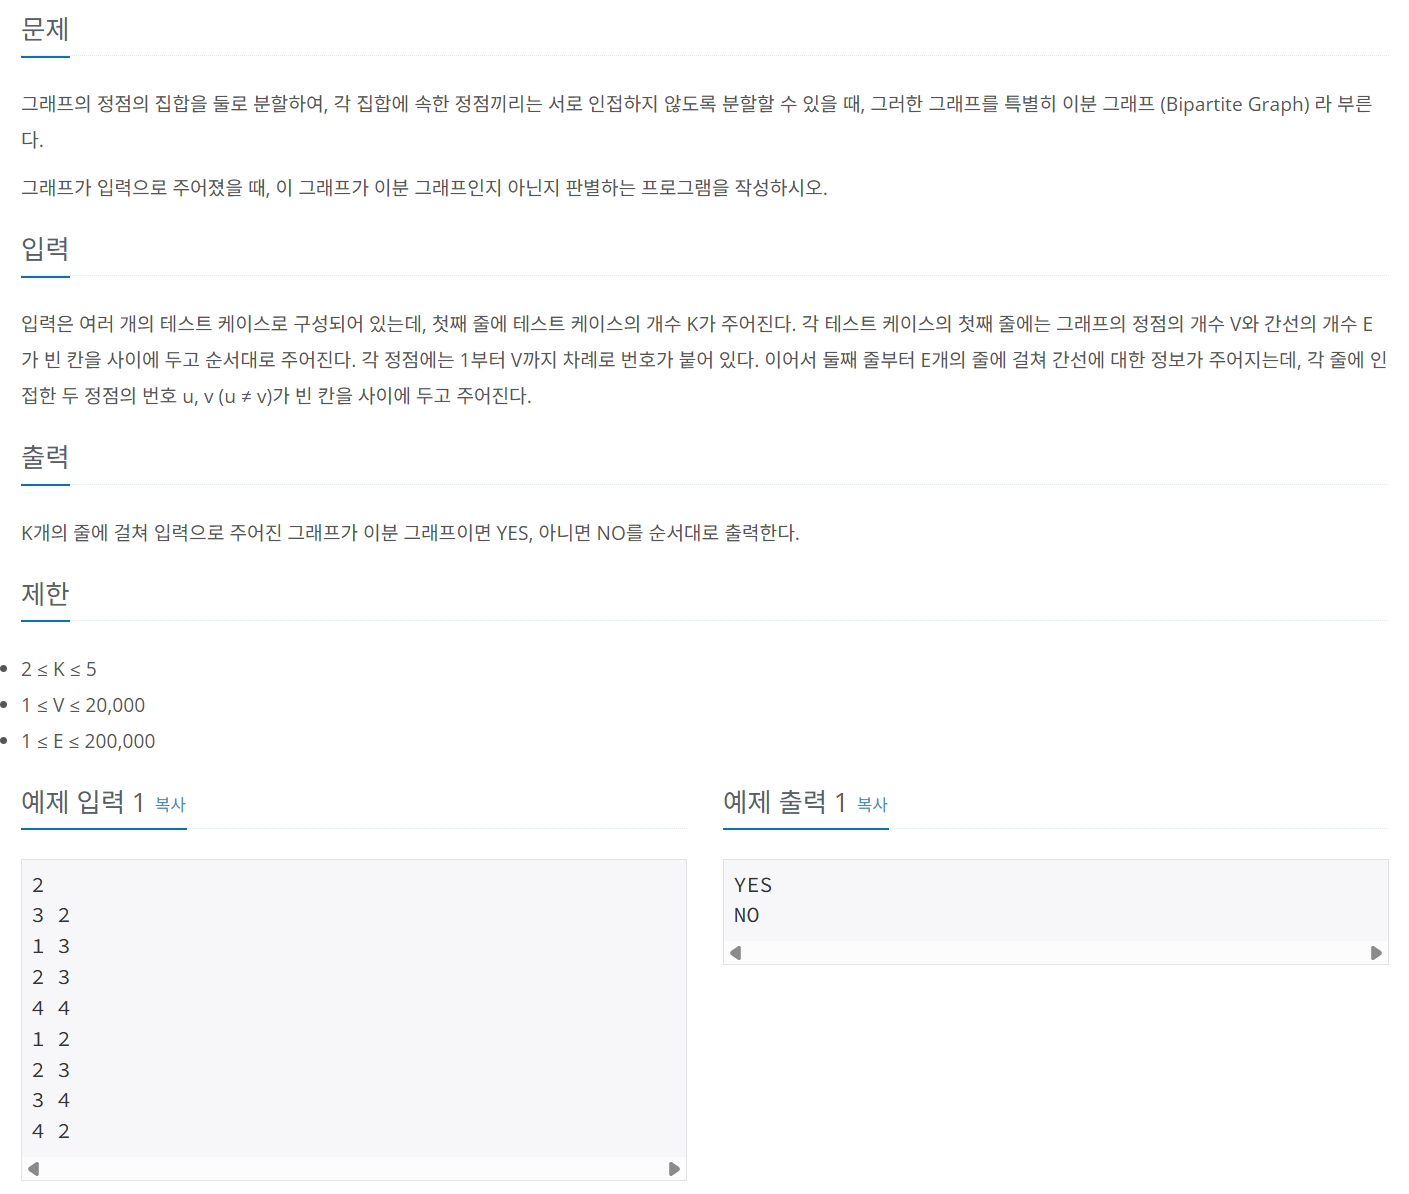 문제
그래프의 정점의 집합을 둘로 분할하여, 각 집합에 속한 정점끼리는 서로 인접하지 않도록 분할할 수 있을 때, 그러한 그래프를 특별히 이분 그래프 (Bipartite Graph) 라 부른
다.
그래프가 입력으로 주어졌을 때, 이 그래프가 이분 그래프인지 아닌지 판별하는 프로그램을 작성하시오.
입력
입력은 여러 개의 테스트 케이스로 구성되어 있는데, 첫째 줄에 테스트 케이스의 개수 K가 주어진다. 각 테스트 케이스의 첫째 줄에는 그래프의 정점의 개수 V와 간선의 개수 E
가 빈 칸을 사이에 두고 순서대로 주어진다. 각 정점에는 1부터 V까지 차례로 번호가 붙어 있다. 이어서 둘째 줄부터 E개의 줄에 걸쳐 간선에 대한 정보가 주어지는데, 각 줄에 인
접한 두 정점의 번호 u, v (u ≠ v)가 빈 칸을 사이에 두고 주어진다.
출력
K개의 줄에 걸쳐 입력으로 주어진 그래프가 이분 그래프이면 YES, 아니면 NO를 순서대로 출력한다.
제한
• 2 ≤ K ≤ 5
• 1 ≤ V ≤ 20,000
• 1 ≤ E ≤ 200,000
예제 입력 1 복사
2
3 2
1 3
2 3
4 4
1 2
2 3
3 4
4 2
예제 출력 1 복사
YES
NO